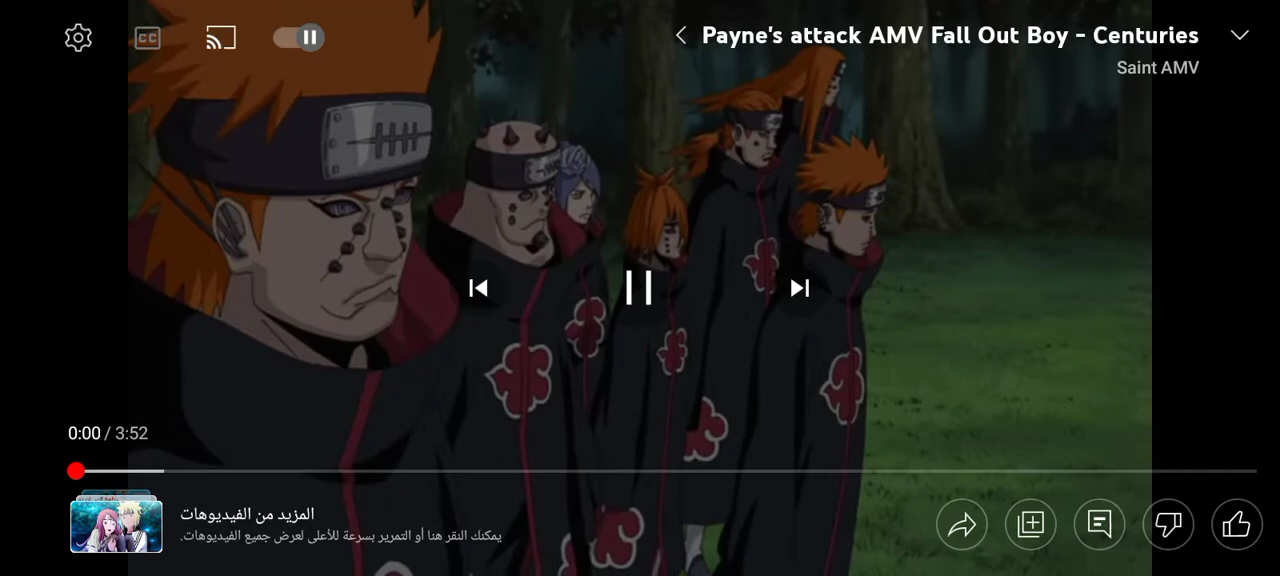 CC
Payne's attack AMV Fall Out Boy - Centuries
Saint AMV
0:00 / 3:52
المزيد من الفيديوهات
يمكنك النقر هنا أو التمرير بسرعة للأعلى لعرض جميع الفيديوهات.